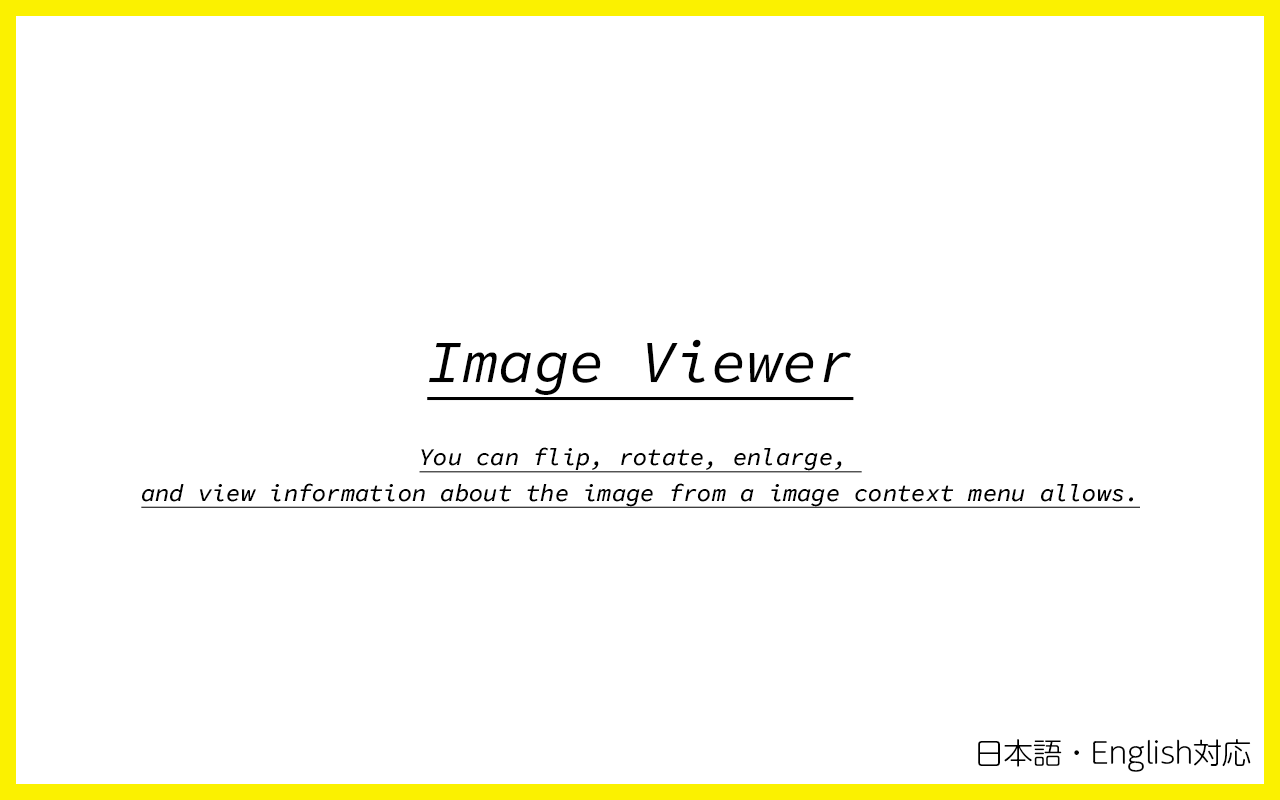 Image Viewer
You can flip, rotate, enlarge,
and view information about the image from a image context menu allows.
日本語・English対応